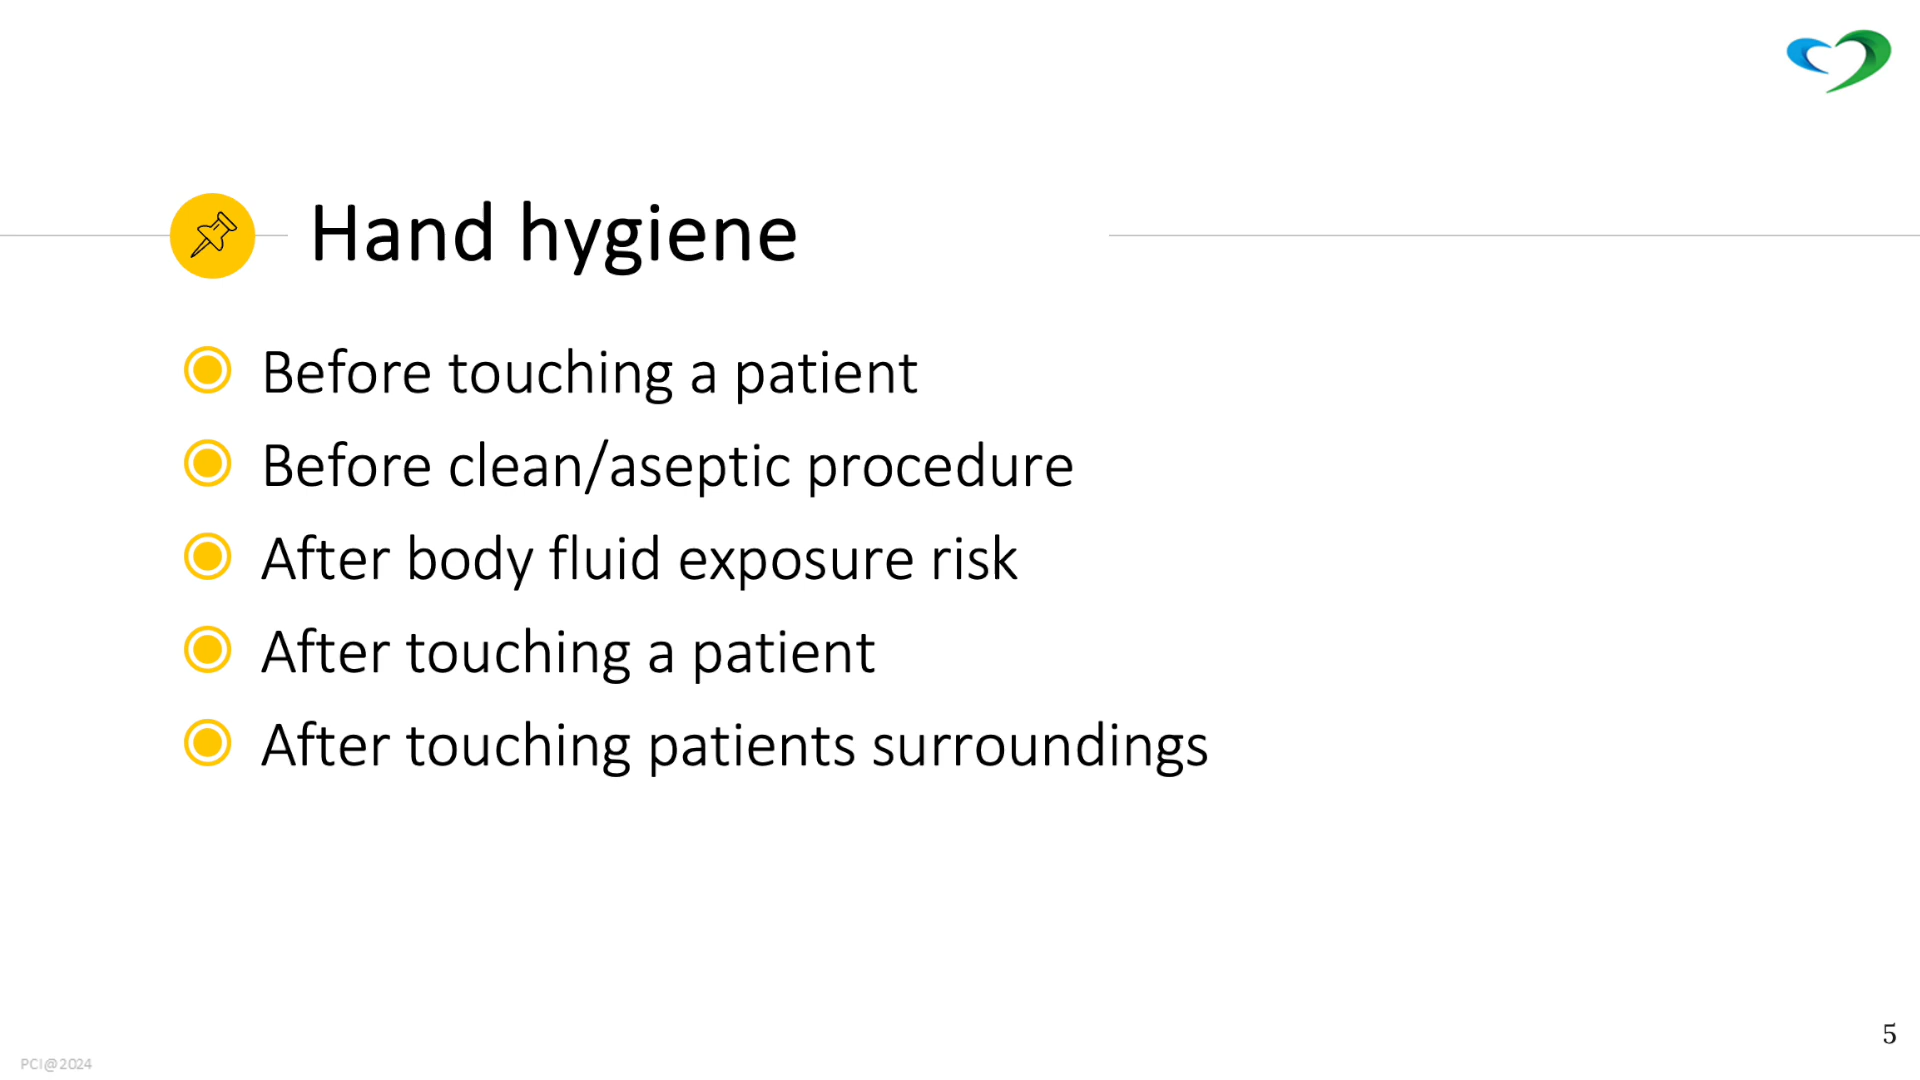 Hand hygiene
Before touching a patient
Before clean/aseptic procedure
After body fluid exposure risk
After touching a patient
After touching patients surroundings
5
PCI@2024